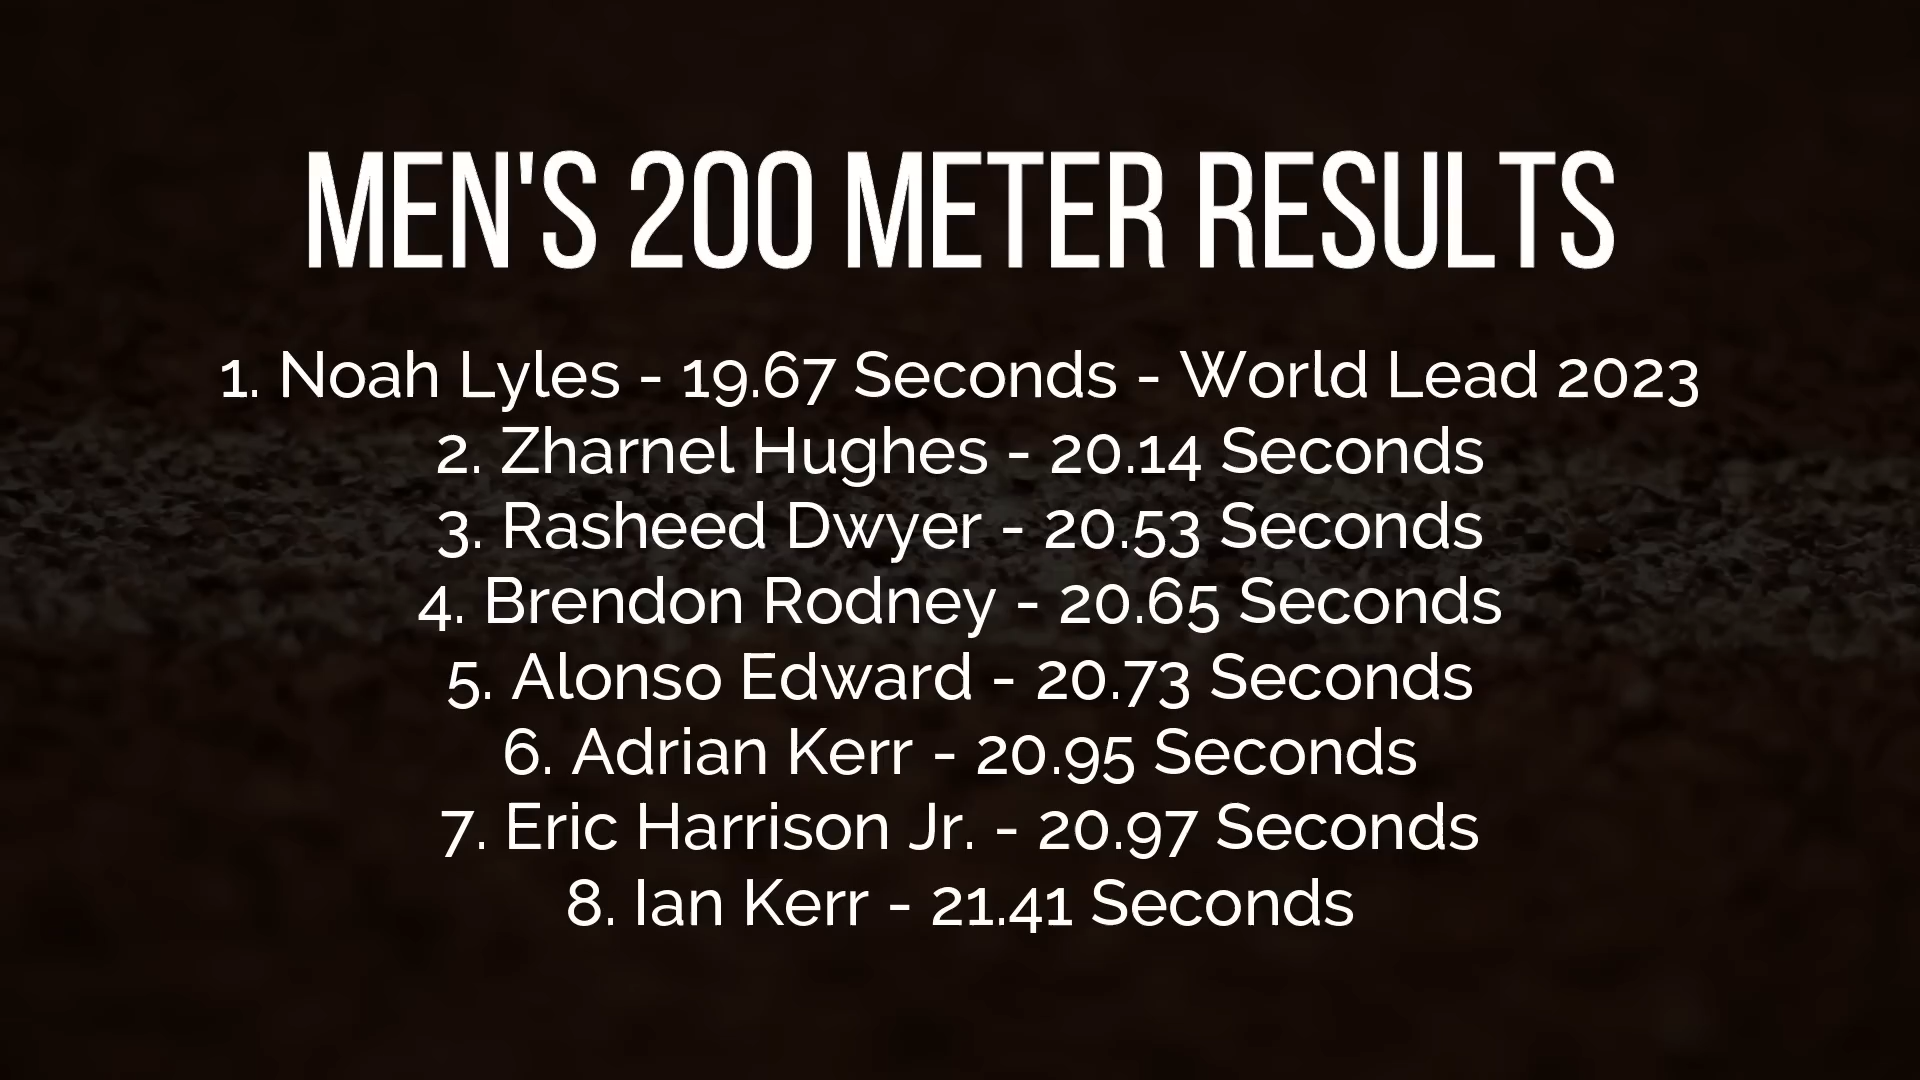 MEN'S 200 METER RESULTS
1. Noah Lyles - 19.67 Seconds - World Lead 2023
2. Zharnel Hughes - 20.14 Seconds
3. Rasheed Dwyer - 20.53 Seconds
4. Brendon Rodney - 20.65 Seconds
5. Alonso Edward - 20.73 Seconds
6. Adrian Kerr - 20.95 Seconds
7. Eric Harrison Jr. - 20.97 Seconds
8. Ian Kerr - 21.41 Seconds